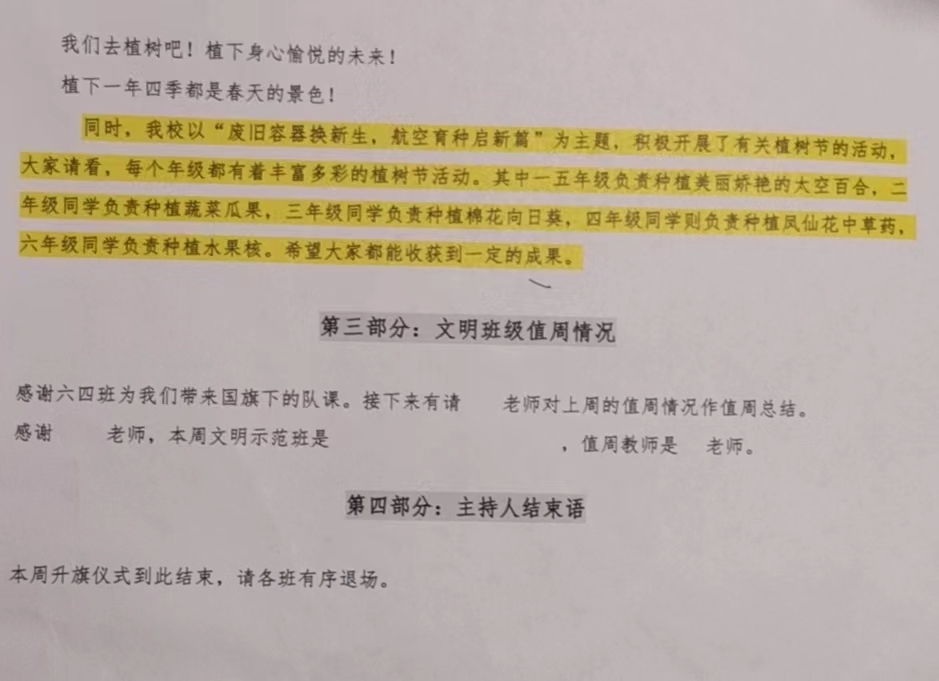 我们去植树吧！植下身心愉悦的未来！
植下一年四季都是春天的景色！
同时，我校以“废旧容器换新生，航空育种启新篇”为主题，积极开展了有关植树节的活动，
大家请看，每个年级都有着丰富多彩的植树节活动。其中一五年级负责种植美丽娇艳的太空百合，二
年级同学负责种植蔬菜瓜果，三年级同学负责种植棉花向日葵，四年级同学则负责种植凤仙花中草药，
六年级同学负责种植水果核。希望大家都能收获到一定的成果。
第三部分：文明班级值周情况
感谢六四班为我们带来国旗下的队课。接下来有请 老师对上周的值周情况作值周总结。
感谢 老师，本周文明示范班是 ，值周教师是 老师。
第四部分：主持人结束语
本周升旗仪式到此结束，请各班有序退场。